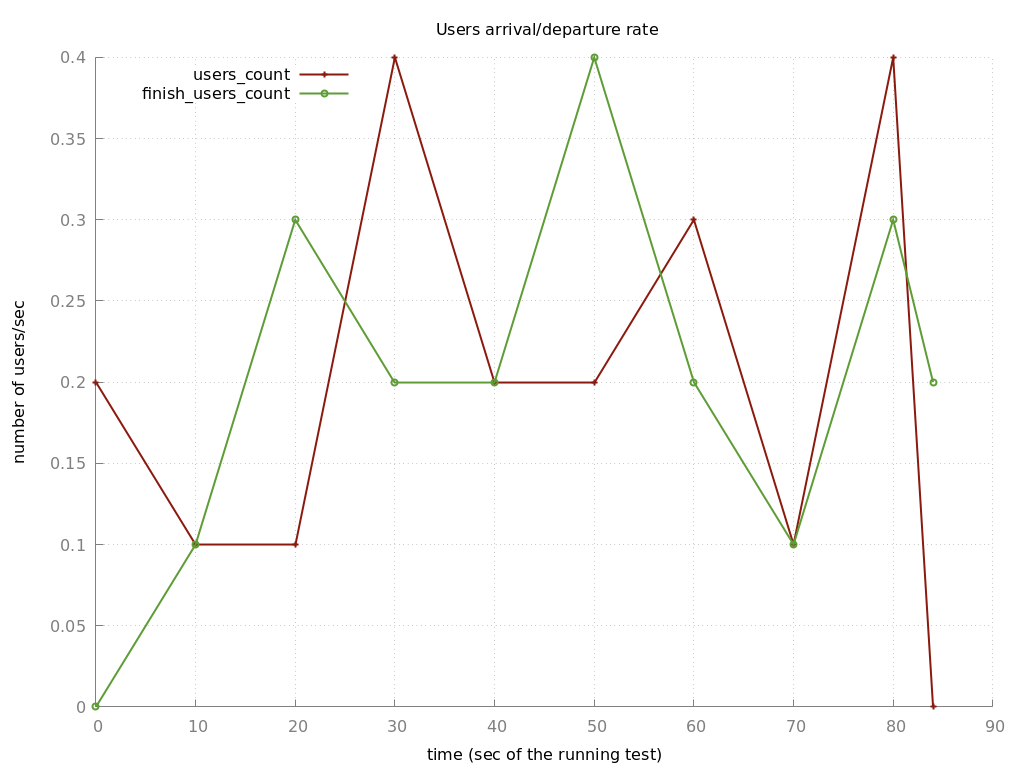 Users arrival/departure rate
users_count
finish_users_count
0.4
0.35
0.3
0.25
0.2
0.15
0.1
0.05
0
number of users/sec
0 10 20 30 40 50 60 70 80 90
time (sec of the running test)